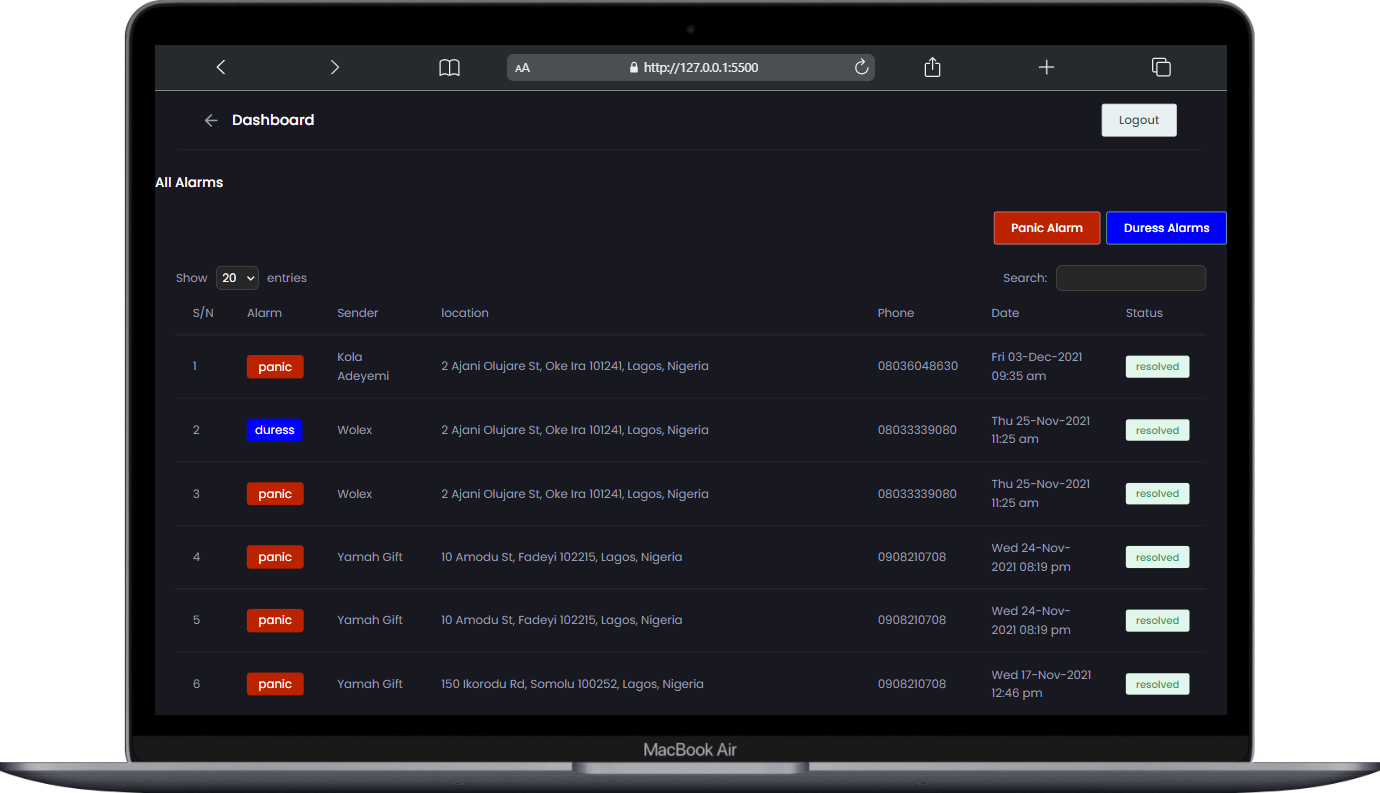 AA http://127.0.0.1:5500
Dashboard Logout
All Alarms
Panic Alarm Duress Alarms
Show 20 entries Search:
S/N Alarm Sender location Phone Date Status
1 panic Kola Adeyemi 2 Ajani Olujare St, Oke Ira 101241, Lagos, Nigeria 08036048630 Fri 03-Dec-2021 09:35 am resolved
2 duress Wolex 2 Ajani Olujare St, Oke Ira 101241, Lagos, Nigeria 08033339080 Thu 25-Nov-2021 11:25 am resolved
3 panic Wolex 2 Ajani Olujare St, Oke Ira 101241, Lagos, Nigeria 08033339080 Thu 25-Nov-2021 11:25 am resolved
4 panic Yamah Gift 10 Amodu St, Fadeyi 102215, Lagos, Nigeria 0908210708 Wed 24-Nov-2021 08:19 pm resolved
5 panic Yamah Gift 10 Amodu St, Fadeyi 102215, Lagos, Nigeria 0908210708 Wed 24-Nov-2021 08:19 pm resolved
6 panic Yamah Gift 150 Ikorodu Rd, Somolu 100252, Lagos, Nigeria 0908210708 Wed 17-Nov-2021 12:46 pm resolved
MacBook Air